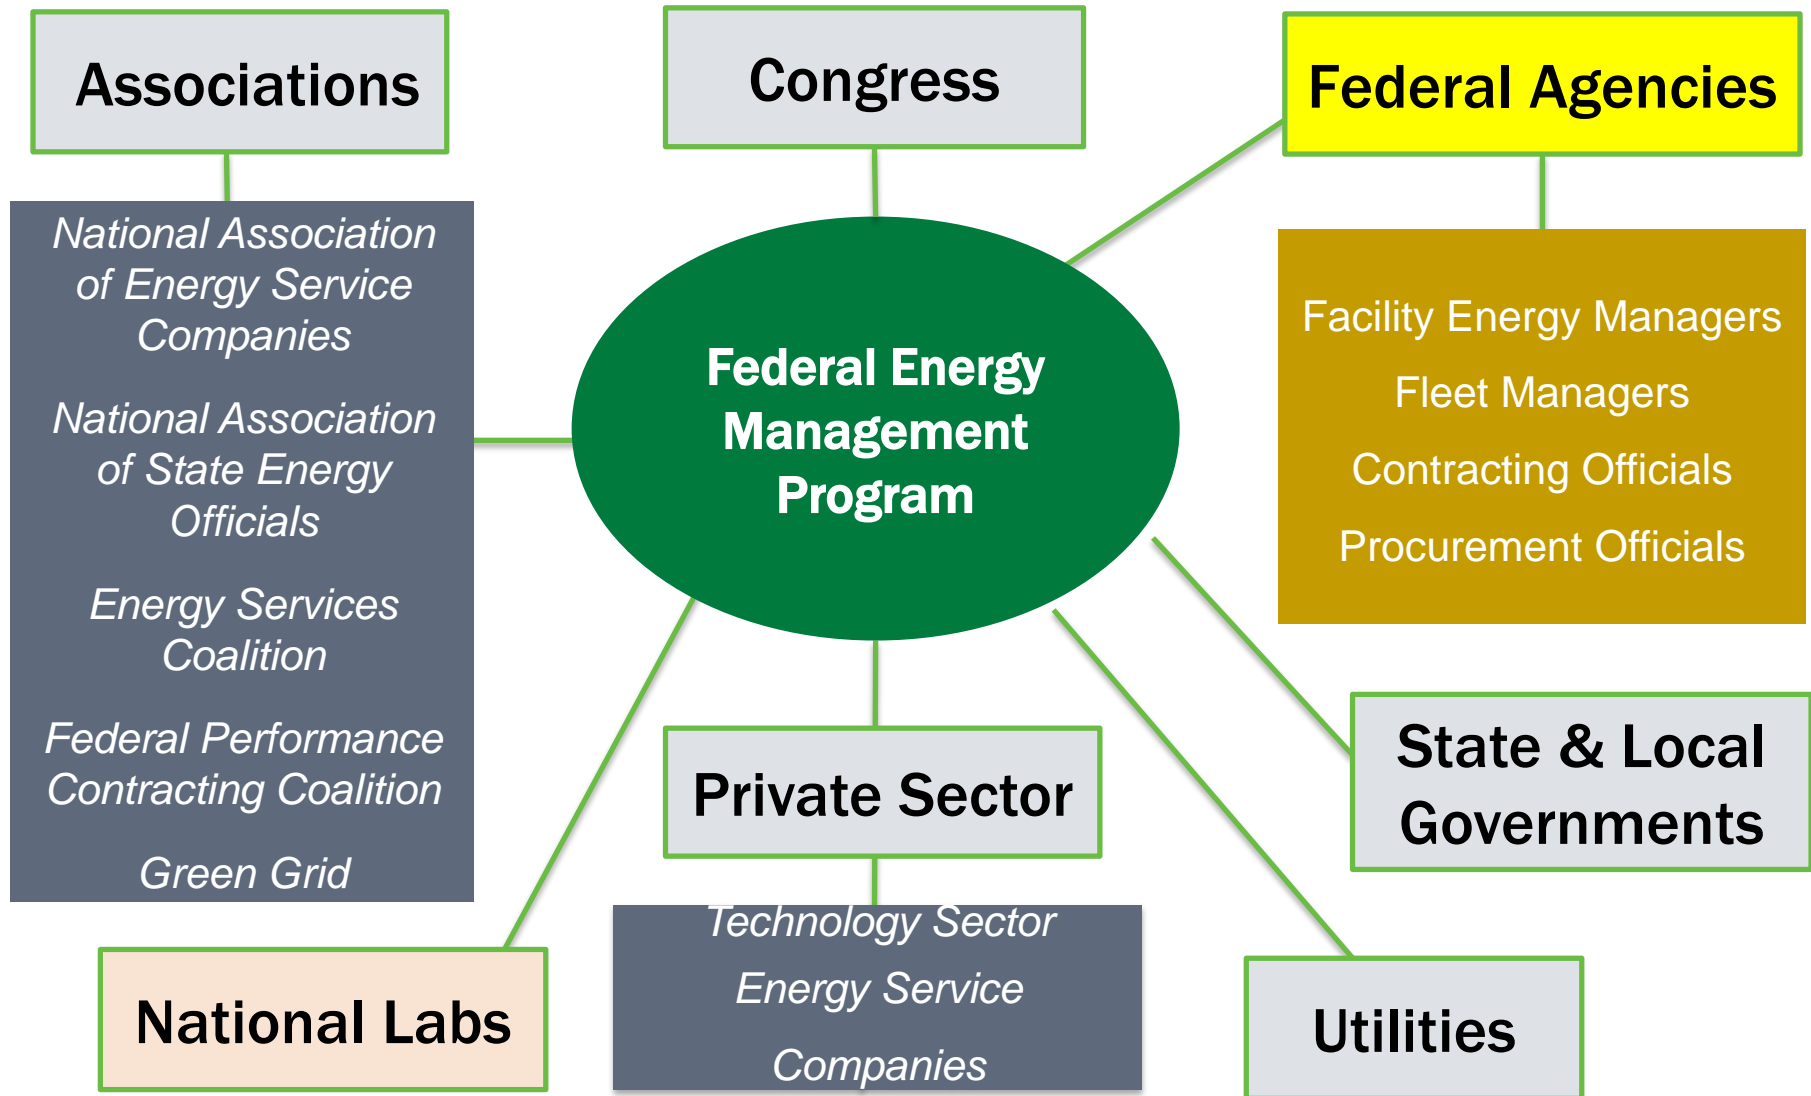 Associations
Congress
Federal Agencies
National Association
of Energy Service
Companies
National Association
of State Energy
Officials
Energy Services
Coalition
Federal Performance
Contracting Coalition
Green Grid
Federal Energy
Management
Program
Facility Energy Managers
Fleet Managers
Contracting Officials
Procurement Officials
State & Local
Governments
Private Sector
Technology Sector
Energy Service
Companies
National Labs
Utilities